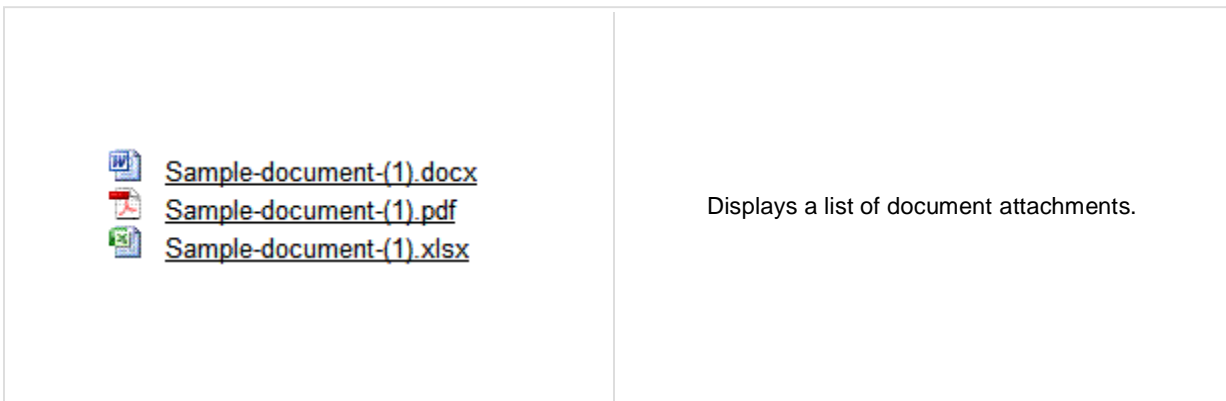 Sample-document-(1).docx
Sample-document-(1).pdf
Sample-document-(1).xlsx
Displays a list of document attachments.